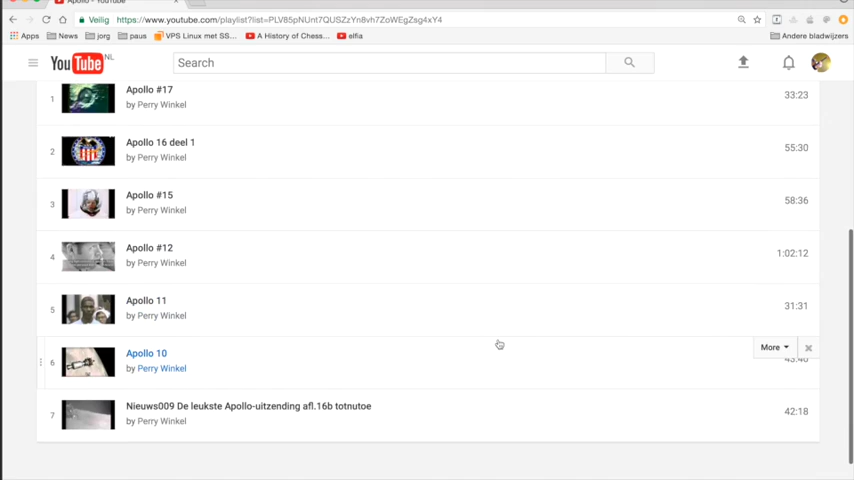 Apollo - YouTube
Veilig https://www.youtube.com/playlist?list=PLV85pNUnt7QUSZzYn8vh7ZoWEgZsg4xY4
Apps News jorg paus VPS Linux met SS... A History of Chess... elfia Andere bladwijzers
YouTube NL Search
1 Apollo #17 33:23
by Perry Winkel
2 Apollo 16 deel 1 55:30
by Perry Winkel
3 Apollo #15 58:36
by Perry Winkel
4 Apollo #12 1:02:12
by Perry Winkel
5 Apollo 11 31:31
by Perry Winkel
6 Apollo 10 More
by Perry Winkel
7 Nieuws009 De leukste Apollo-uitzending afl.16b totnutoe 42:18
by Perry Winkel